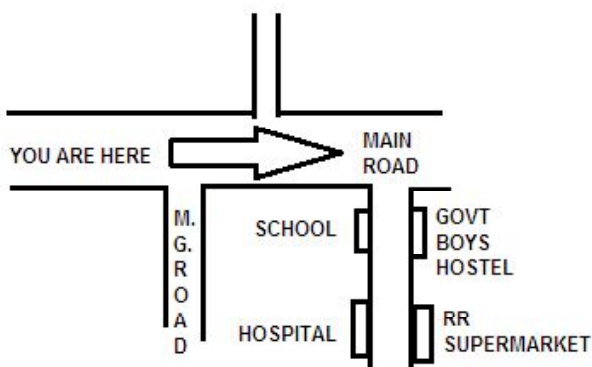 YOU ARE HERE
MAIN
ROAD
M.
G.
R
O
A
D
SCHOOL
GOVT
BOYS
HOSTEL
HOSPITAL
RR
SUPERMARKET